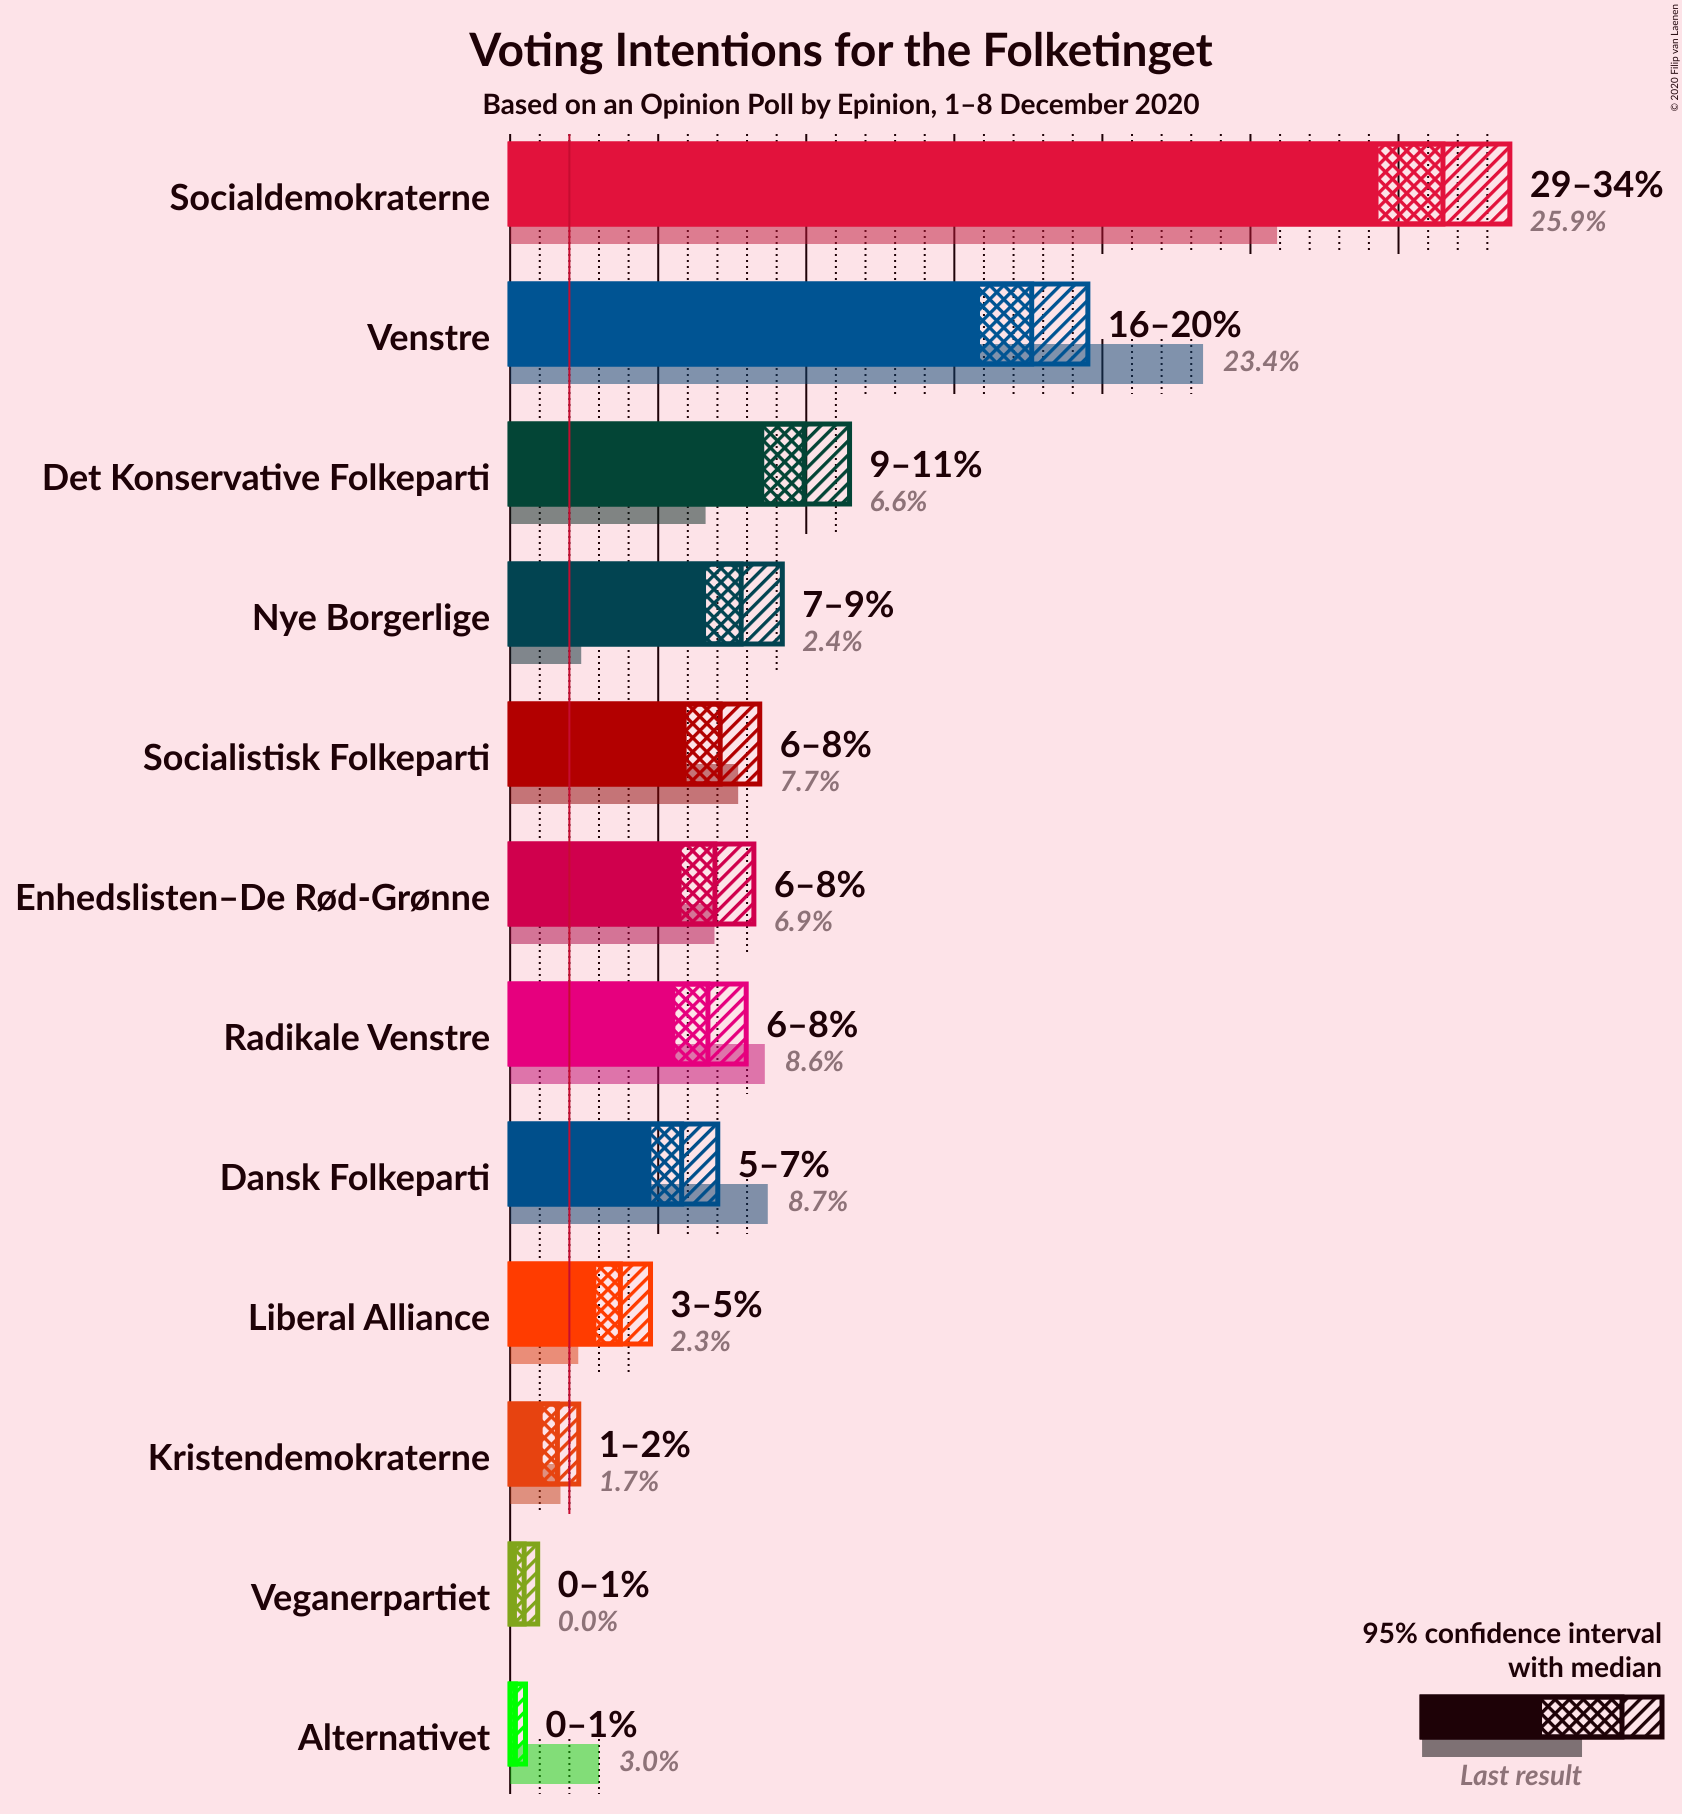 © 2020 Filip van Laenen
Voting Intentions for the Folketinget
Based on an Opinion Poll by Epinion, 1–8 December 2020
Socialdemokraterne
29–34%
25.9%
Venstre
16–20%
23.4%
Det Konservative Folkeparti
9–11%
6.6%
Nye Borgerlige
7–9%
2.4%
Socialistisk Folkeparti
6–8%
7.7%
Enhedslisten–De Rød-Grønne
6–8%
6.9%
Radikale Venstre
6–8%
8.6%
Dansk Folkeparti
5–7%
8.7%
Liberal Alliance
3–5%
2.3%
Kristendemokraterne
1–2%
1.7%
Veganerpartiet
0–1%
0.0%
Alternativet
0–1%
3.0%
95% confidence interval
with median
Last result